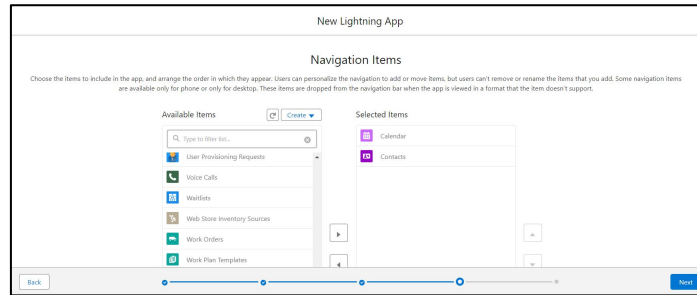 New Lightning App
Navigation Items
Choose the items to include in the app, and arrange the order in which they appear. Users can personalize the navigation to add or move items, but users can't remove or rename the items that you add. Some navigation items
are available only for phone or only for desktop. These items are dropped from the navigation bar when the app is viewed in a format that the item doesn't support.
Available Items
Create
Selected Items
Type to filter list...
User Provisioning Requests
Voice Calls
Waitlists
Web Store Inventory Sources
Work Orders
Work Plan Templates
Calendar
Contacts
Back
Next